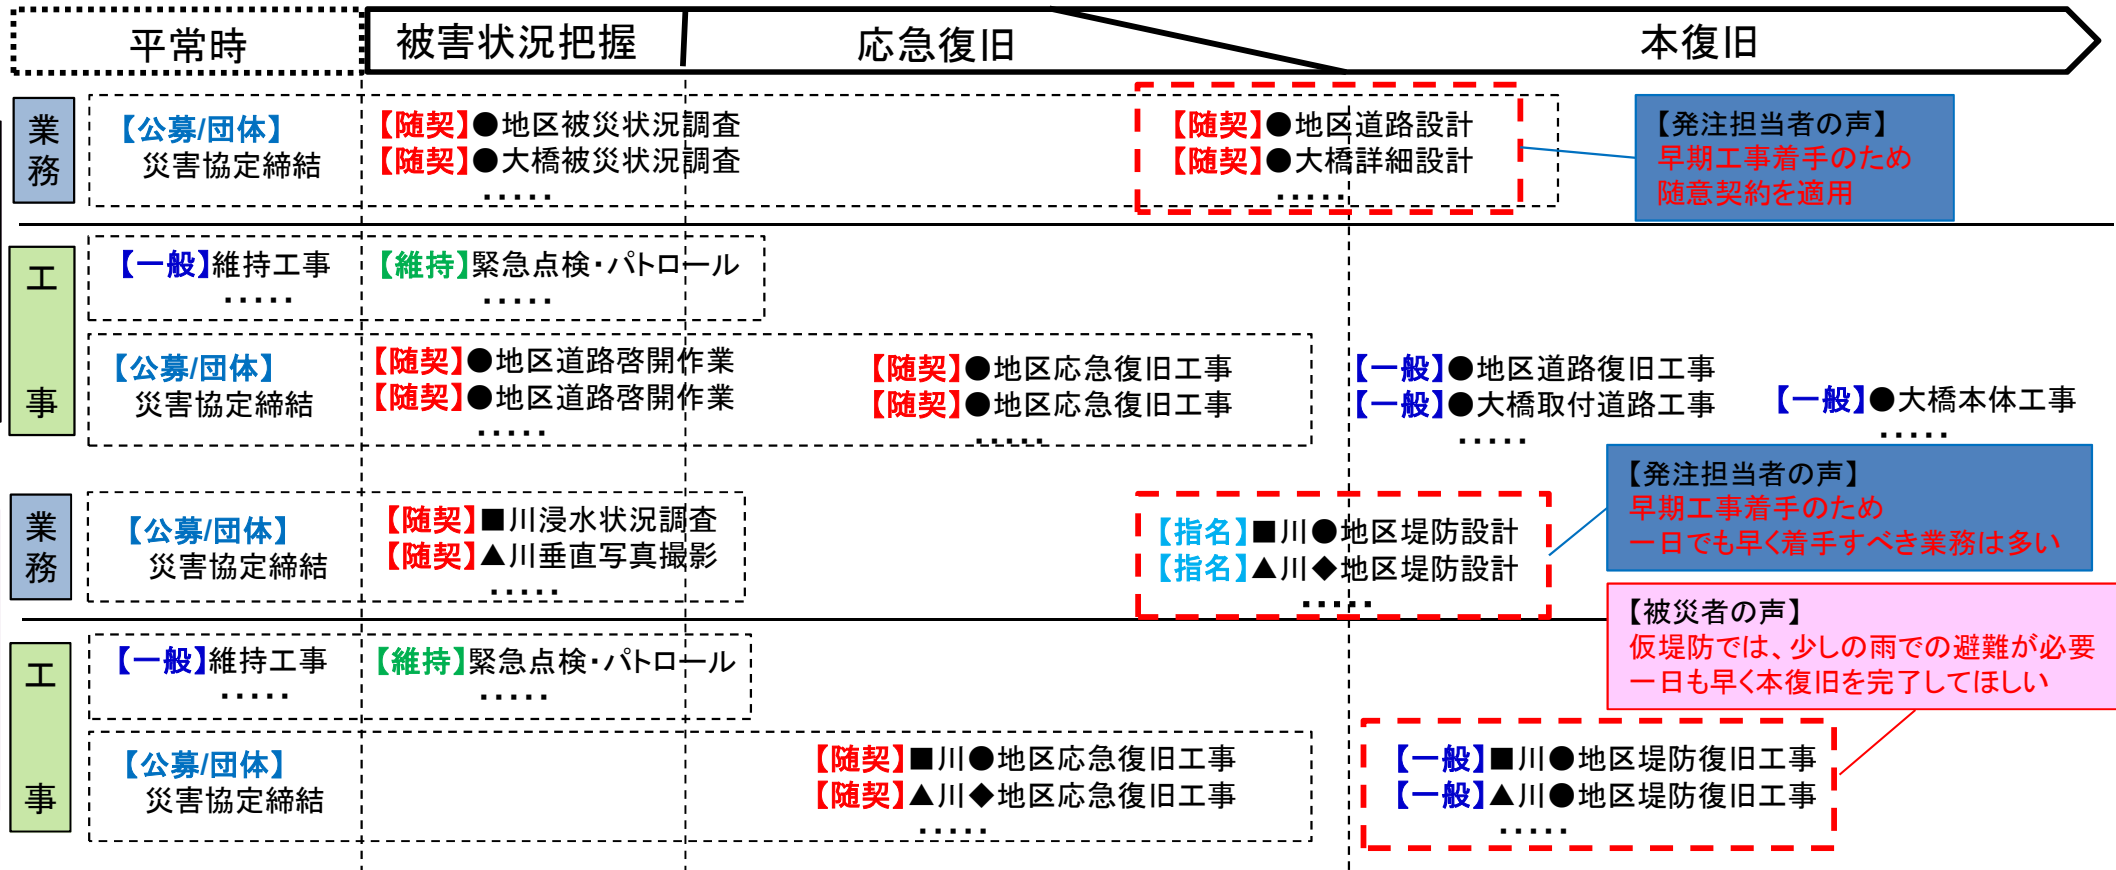 平常時
被害状況把握
応急復旧
本復旧
業務
【公募/団体】
災害協定締結
【随契】●地区被災状況調査
【随契】●大橋被災状況調査
・・・・・
【随契】●地区道路設計
【随契】●大橋詳細設計
・・・・・
【発注担当者の声】
早期工事着手のため
随意契約を適用
工事
【一般】維持工事
・・・・・
【維持】緊急点検・パトロール
・・・・・
【公募/団体】
災害協定締結
【随契】●地区道路啓開作業
【随契】●地区道路啓開作業
・・・・・
【随契】●地区応急復旧工事
【随契】●地区応急復旧工事
・・・・・
【一般】●地区道路復旧工事
【一般】●大橋取付道路工事
・・・・・
【一般】●大橋本体工事
・・・・・
業務
【公募/団体】
災害協定締結
【随契】■川浸水状況調査
【随契】▲川垂直写真撮影
・・・・・
【指名】■川●地区堤防設計
【指名】▲川◆地区堤防設計
・・・・・
【発注担当者の声】
早期工事着手のため
一日でも早く着手すべき業務は多い
【被災者の声】
仮堤防では、少しの雨での避難が必要
一日も早く本復旧を完了してほしい
工事
【一般】維持工事
・・・・・
【維持】緊急点検・パトロール
・・・・・
【公募/団体】
災害協定締結
【随契】■川●地区応急復旧工事
【随契】▲川◆地区応急復旧工事
・・・・・
【一般】■川●地区堤防復旧工事
【一般】▲川●地区堤防復旧工事
・・・・・